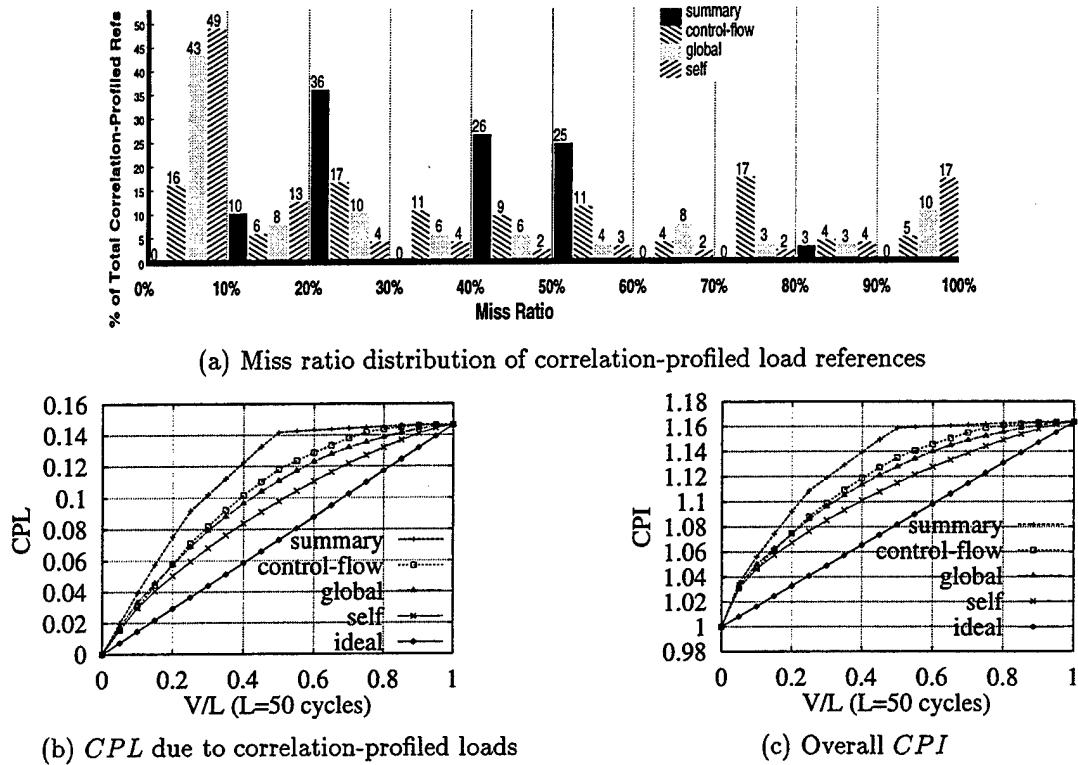 % of Total Correlation-Profiled Refs
50
45
40
35
30
25
20
15
10
5
0
0 16 43 49
10 6 8 13
36 17 10 4
0 11 6 4
26 9 6 2
25 11 4 3
0 4 8 2
0 17 3 2
3 4 3 4
0 5 10 17
summary
control-flow
global
self
0% 10% 20% 30% 40% 50% 60% 70% 80% 90% 100%
Miss Ratio
(a) Miss ratio distribution of correlation-profiled load references
CPL
0.16
0.14
0.12
0.1
0.08
0.06
0.04
0.02
0
summary
control-flow
global
self
ideal
0 0.2 0.4 0.6 0.8 1
V/L (L=50 cycles)
(b) CPL due to correlation-profiled loads
CPI
1.18
1.16
1.14
1.12
1.1
1.08
1.06
1.04
1.02
1
0.98
summary
control-flow
global
self
ideal
0 0.2 0.4 0.6 0.8 1
V/L (L=50 cycles)
(c) Overall CPI